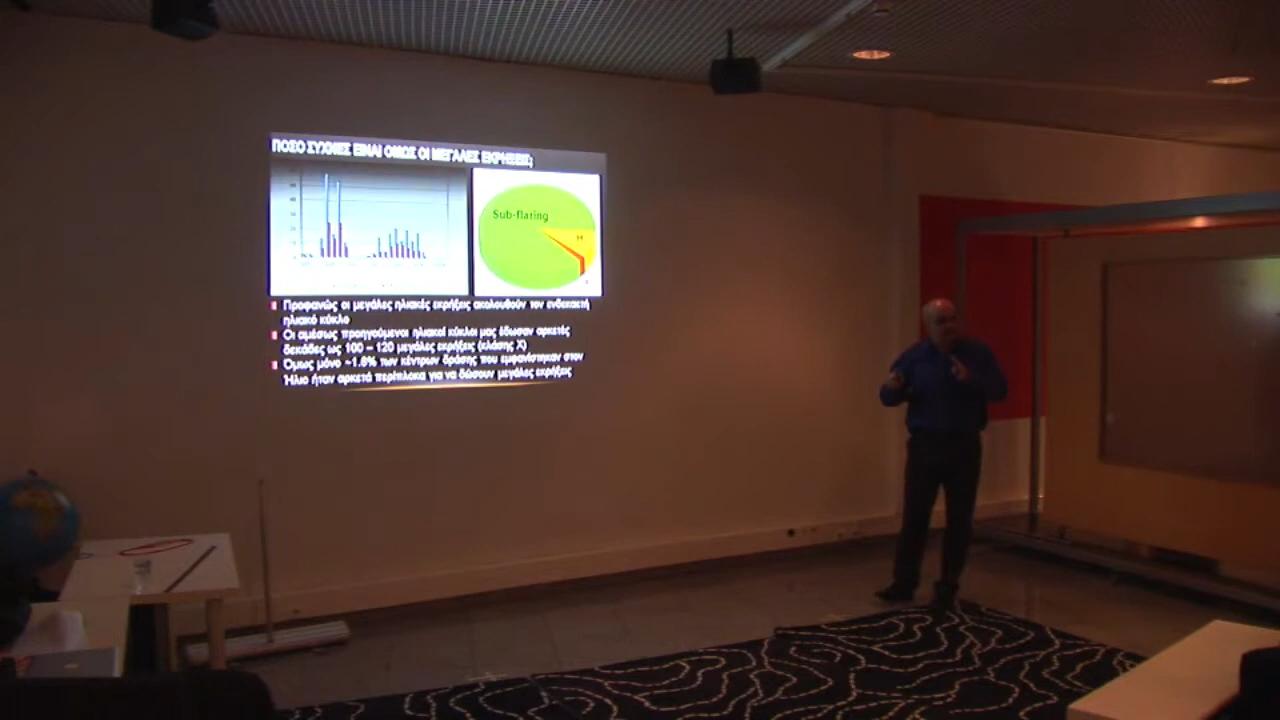 ΠΟΣΟ ΣΥΧΝΕΣ ΕΙΝΑΙ ΟΜΩΣ ΟΙ ΜΕΓΑΛΕΣ ΕΚΡΗΞΕΙΣ;
Sub-flaring
M
Προφανώς οι μεγάλες ηλιακές εκρήξεις ακολουθούν τον ενδεκαετή
ηλιακό κύκλο
Οι αμέσως προηγούμενοι ηλιακοί κύκλοι μας έδωσαν αρκετές
δεκάδες ως 100 – 120 μεγάλες εκρήξεις (κλάσης Χ)
Όμως μόνο ~1.8% των κέντρων δράσης που εμφανίστηκαν στον
Ήλιο ήταν αρκετά περίπλοκα για να δώσουν μεγάλες εκρήξεις